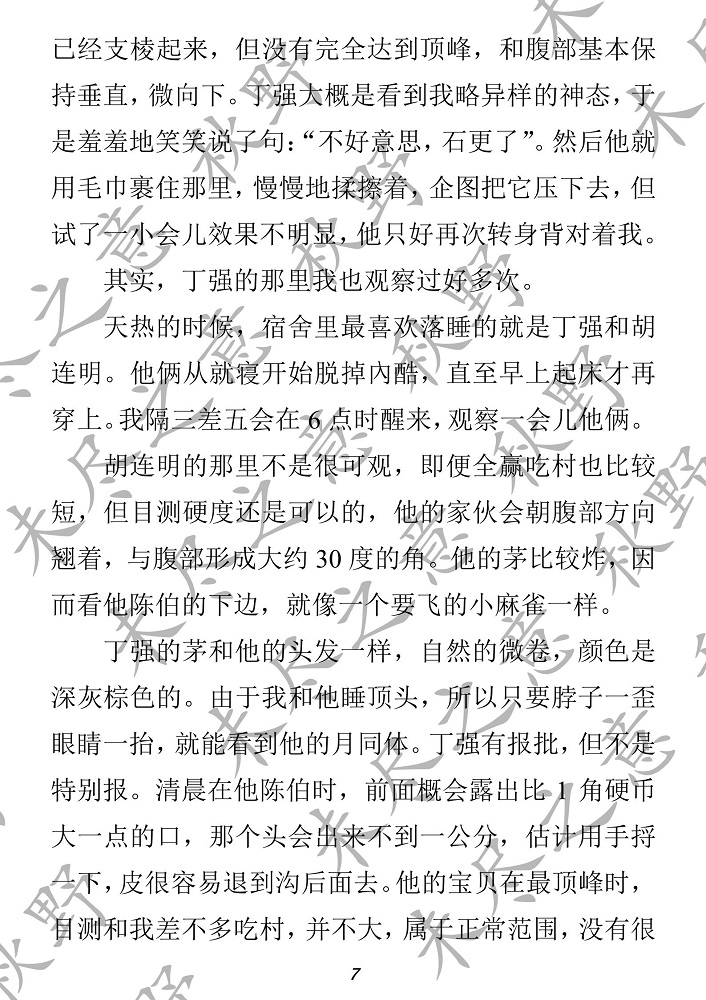 已经支棱起来，但没有完全达到顶峰，和腹部基本保
持垂直，微向下。丁强大概是看到我略异样的神态，于
是羞羞地笑笑说了句：“不好意思，石更了”。然后他就
用毛巾裹住那里，慢慢地揉擦着，企图把它压下去，但
试了一小会儿效果不明显，他只好再次转身背对着我。
其实，丁强的那里我也观察过好多次。
天热的时候，宿舍里最喜欢落睡的就是丁强和胡
连明。他俩从就寝开始脱掉內酷，直至早上起床才再
穿上。我隔三差五会在 6 点时醒来，观察一会儿他俩。
胡连明的那里不是很可观，即便全赢吃村也比较
短，但目测硬度还是可以的，他的家伙会朝腹部方向
翘着，与腹部形成大约 30 度的角。他的茅比较炸，因
而看他陈伯的下边，就像一个要飞的小麻雀一样。
丁强的茅和他的头发一样，自然的微卷，颜色是
深灰棕色的。由于我和他睡顶头，所以只要脖子一歪
眼睛一抬，就能看到他的月同体。丁强有报批，但不是
特别报。清晨在他陈伯时，前面概会露出比 1 角硬币
大一点的口，那个头会出来不到一公分，估计用手捋
一下，皮很容易退到沟后面去。他的宝贝在最顶峰时，
目测和我差不多吃村，并不大，属于正常范围，没有很
7
未尽之意 秋野